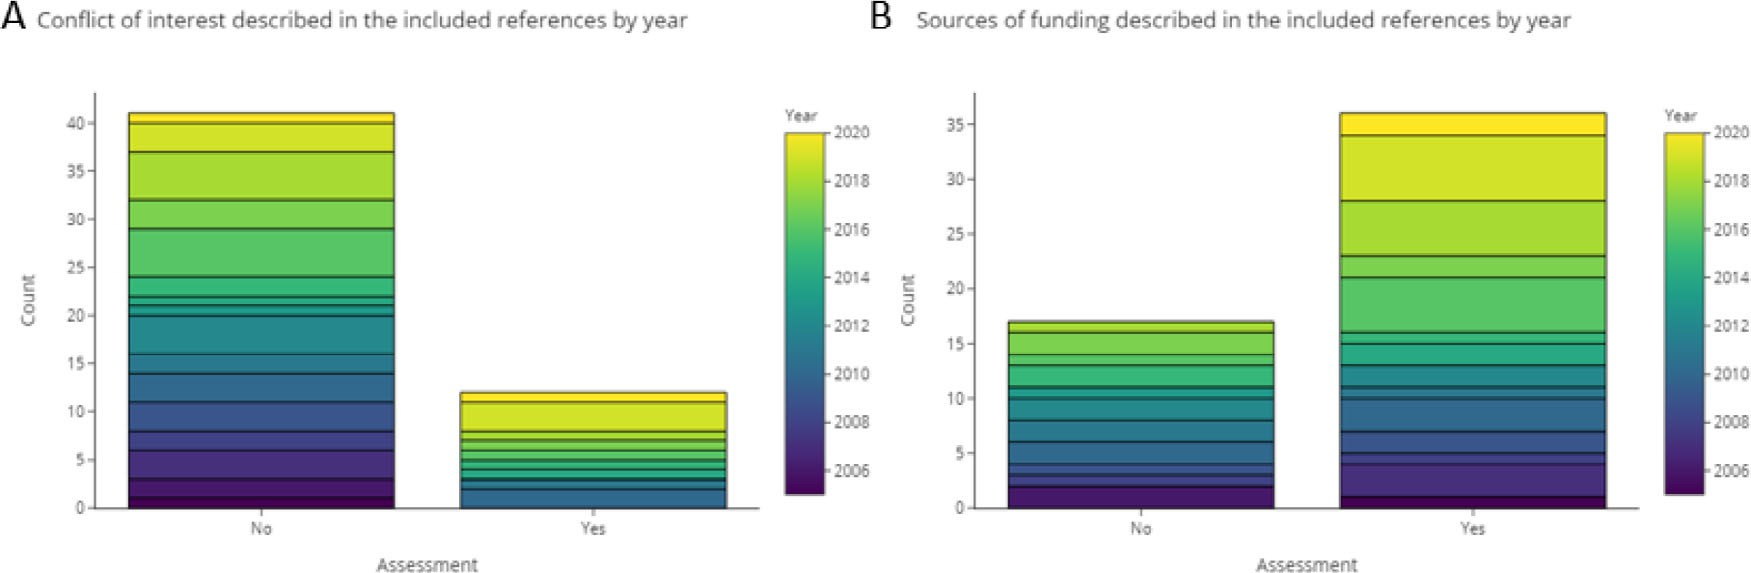 A Conflict of interest described in the included references by year
Count
40
35
30
25
20
15
10
5
0
No
Yes
Assessment
Year
2020
2018
2016
2014
2012
2010
2008
2006
B Sources of funding described in the included references by year
Count
35
30
25
20
15
10
5
0
No
Yes
Assessment
Year
2020
2018
2016
2014
2012
2010
2008
2006